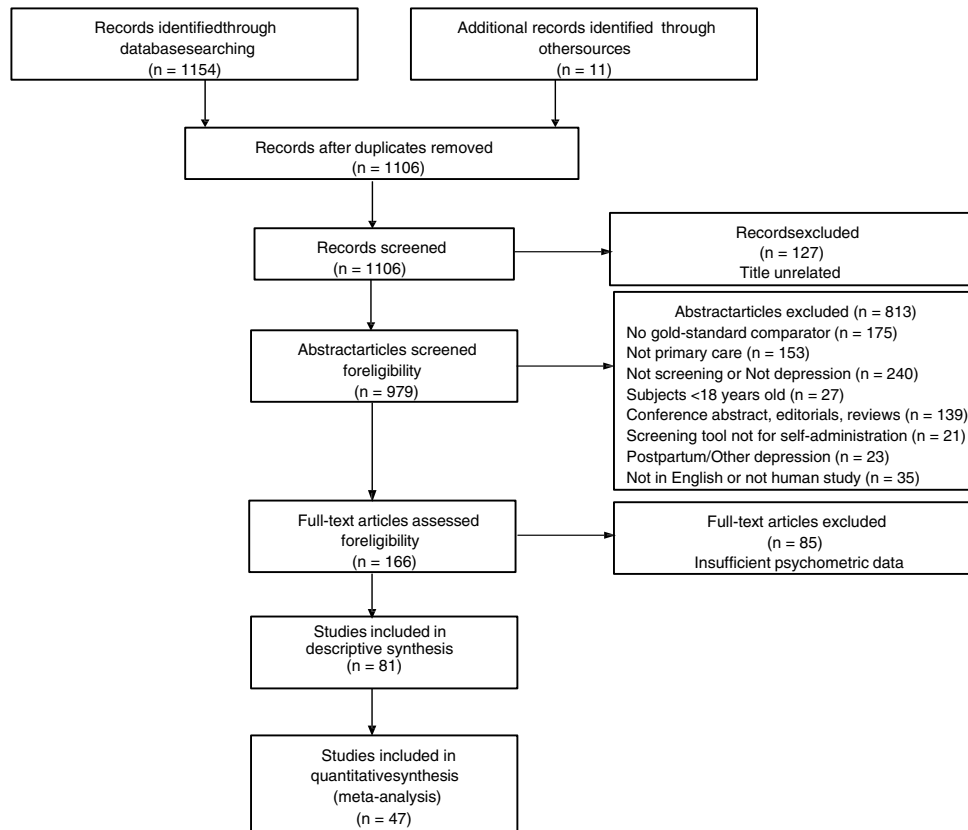 Records identifiedthrough
databasesearching
(n = 1154)
Additional records identified through
othersources
(n = 11)
Records after duplicates removed
(n = 1106)
Records screened
(n = 1106)
Recordsexcluded
(n = 127)
Title unrelated
Abstractarticles screened
foreligibility
(n = 979)
Abstractarticles excluded (n = 813)
No gold-standard comparator (n = 175)
Not primary care (n = 153)
Not screening or Not depression (n = 240)
Subjects <18 years old (n = 27)
Conference abstract, editorials, reviews (n = 139)
Screening tool not for self-administration (n = 21)
Postpartum/Other depression (n = 23)
Not in English or not human study (n = 35)
Full-text articles assessed
foreligibility
(n = 166)
Full-text articles excluded
(n = 85)
Insufficient psychometric data
Studies included in
descriptive synthesis
(n = 81)
Studies included in
quantitativesynthesis
(meta-analysis)
(n = 47)